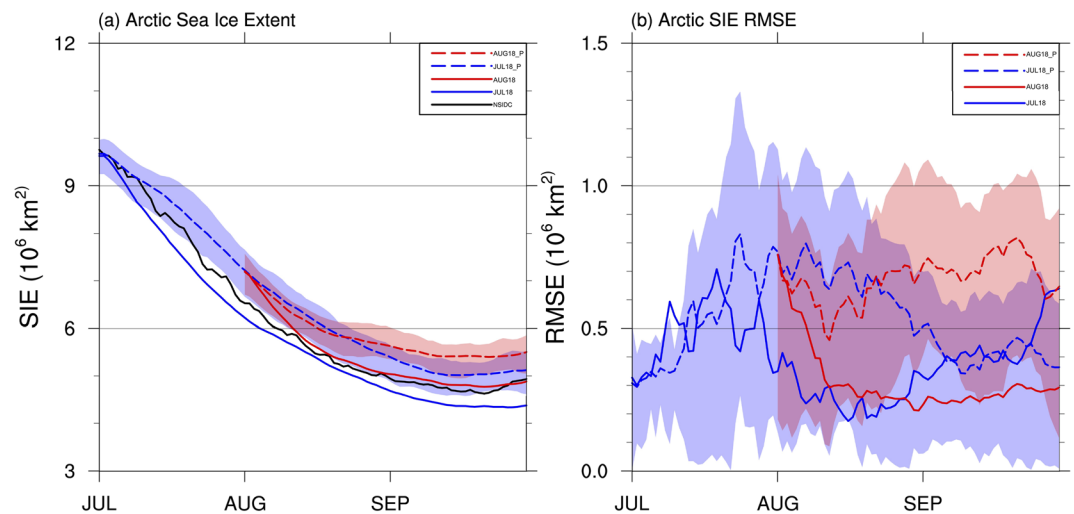 (a) Arctic Sea Ice Extent
12
9
6
3
SIE (10⁶ km²)
JUL
AUG
SEP
AUG18_P
JUL18_P
AUG18
JUL18
NSIDC
(b) Arctic SIE RMSE
1.5
1.0
0.5
0.0
RMSE (10⁶ km²)
JUL
AUG
SEP
AUG18_P
JUL18_P
AUG18
JUL18